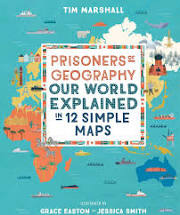 TIM MARSHALL
PRISONERS OF
GEOGRAPHY
OUR WORLD
EXPLAINED
IN 12 SIMPLE
MAPS
ILLUSTRATED BY
GRACE EASTON AND JESSICA SMITH